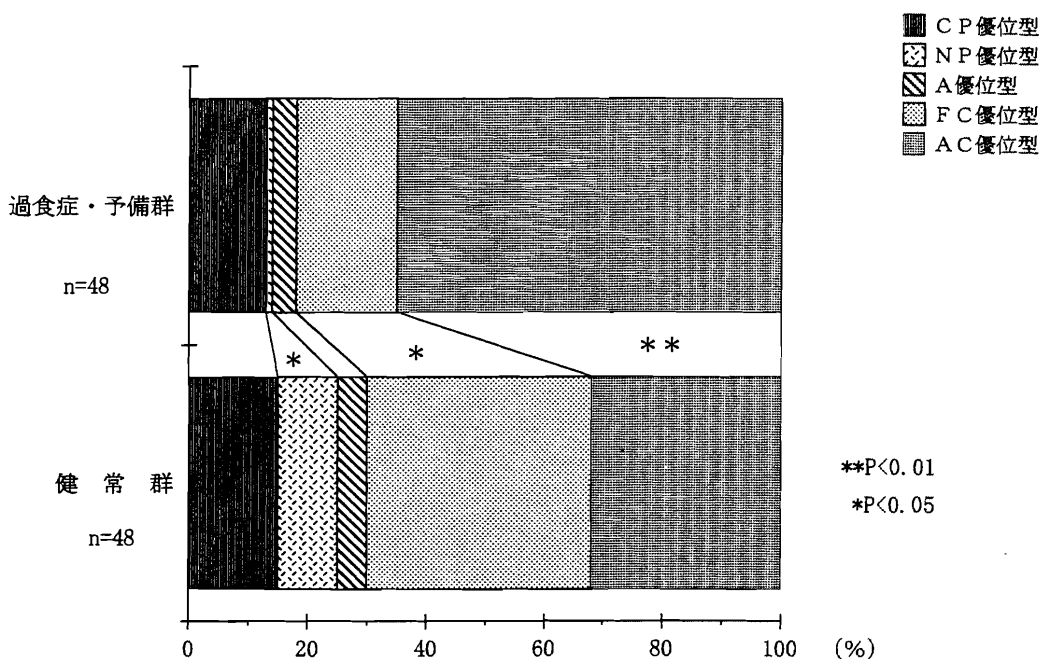 CP優位型
NP優位型
A優位型
FC優位型
AC優位型
過食症・予備群
n=48
*
*
**
健常群
n=48
**P<0.01
*P<0.05
0 20 40 60 80 100 (%)